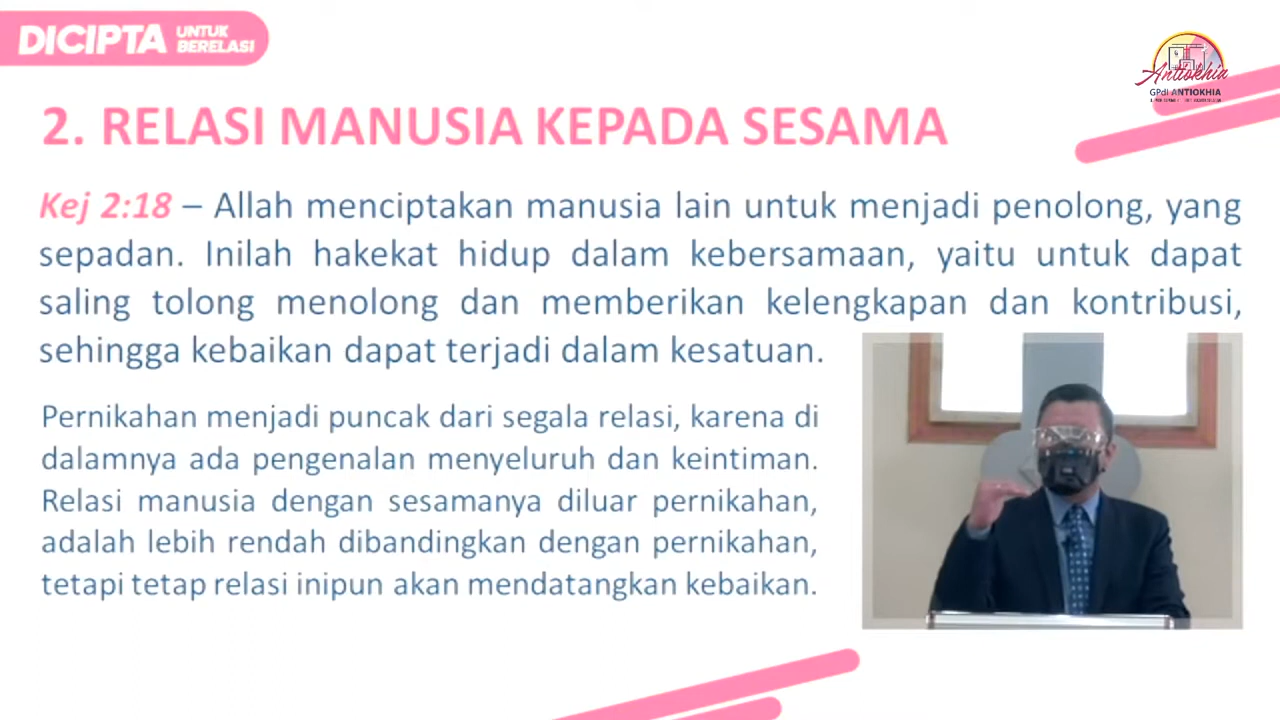 DICIPTA UNTUK BERELASI
Antiokhia
GPdI ANTIOKHIA
2. RELASI MANUSIA KEPADA SESAMA
Kej 2:18 – Allah menciptakan manusia lain untuk menjadi penolong, yang
sepadan. Inilah hakekat hidup dalam kebersamaan, yaitu untuk dapat
saling tolong menolong dan memberikan kelengkapan dan kontribusi,
sehingga kebaikan dapat terjadi dalam kesatuan.
Pernikahan menjadi puncak dari segala relasi, karena di
dalamnya ada pengenalan menyeluruh dan keintiman.
Relasi manusia dengan sesamanya diluar pernikahan,
adalah lebih rendah dibandingkan dengan pernikahan,
tetapi tetap relasi inipun akan mendatangkan kebaikan.